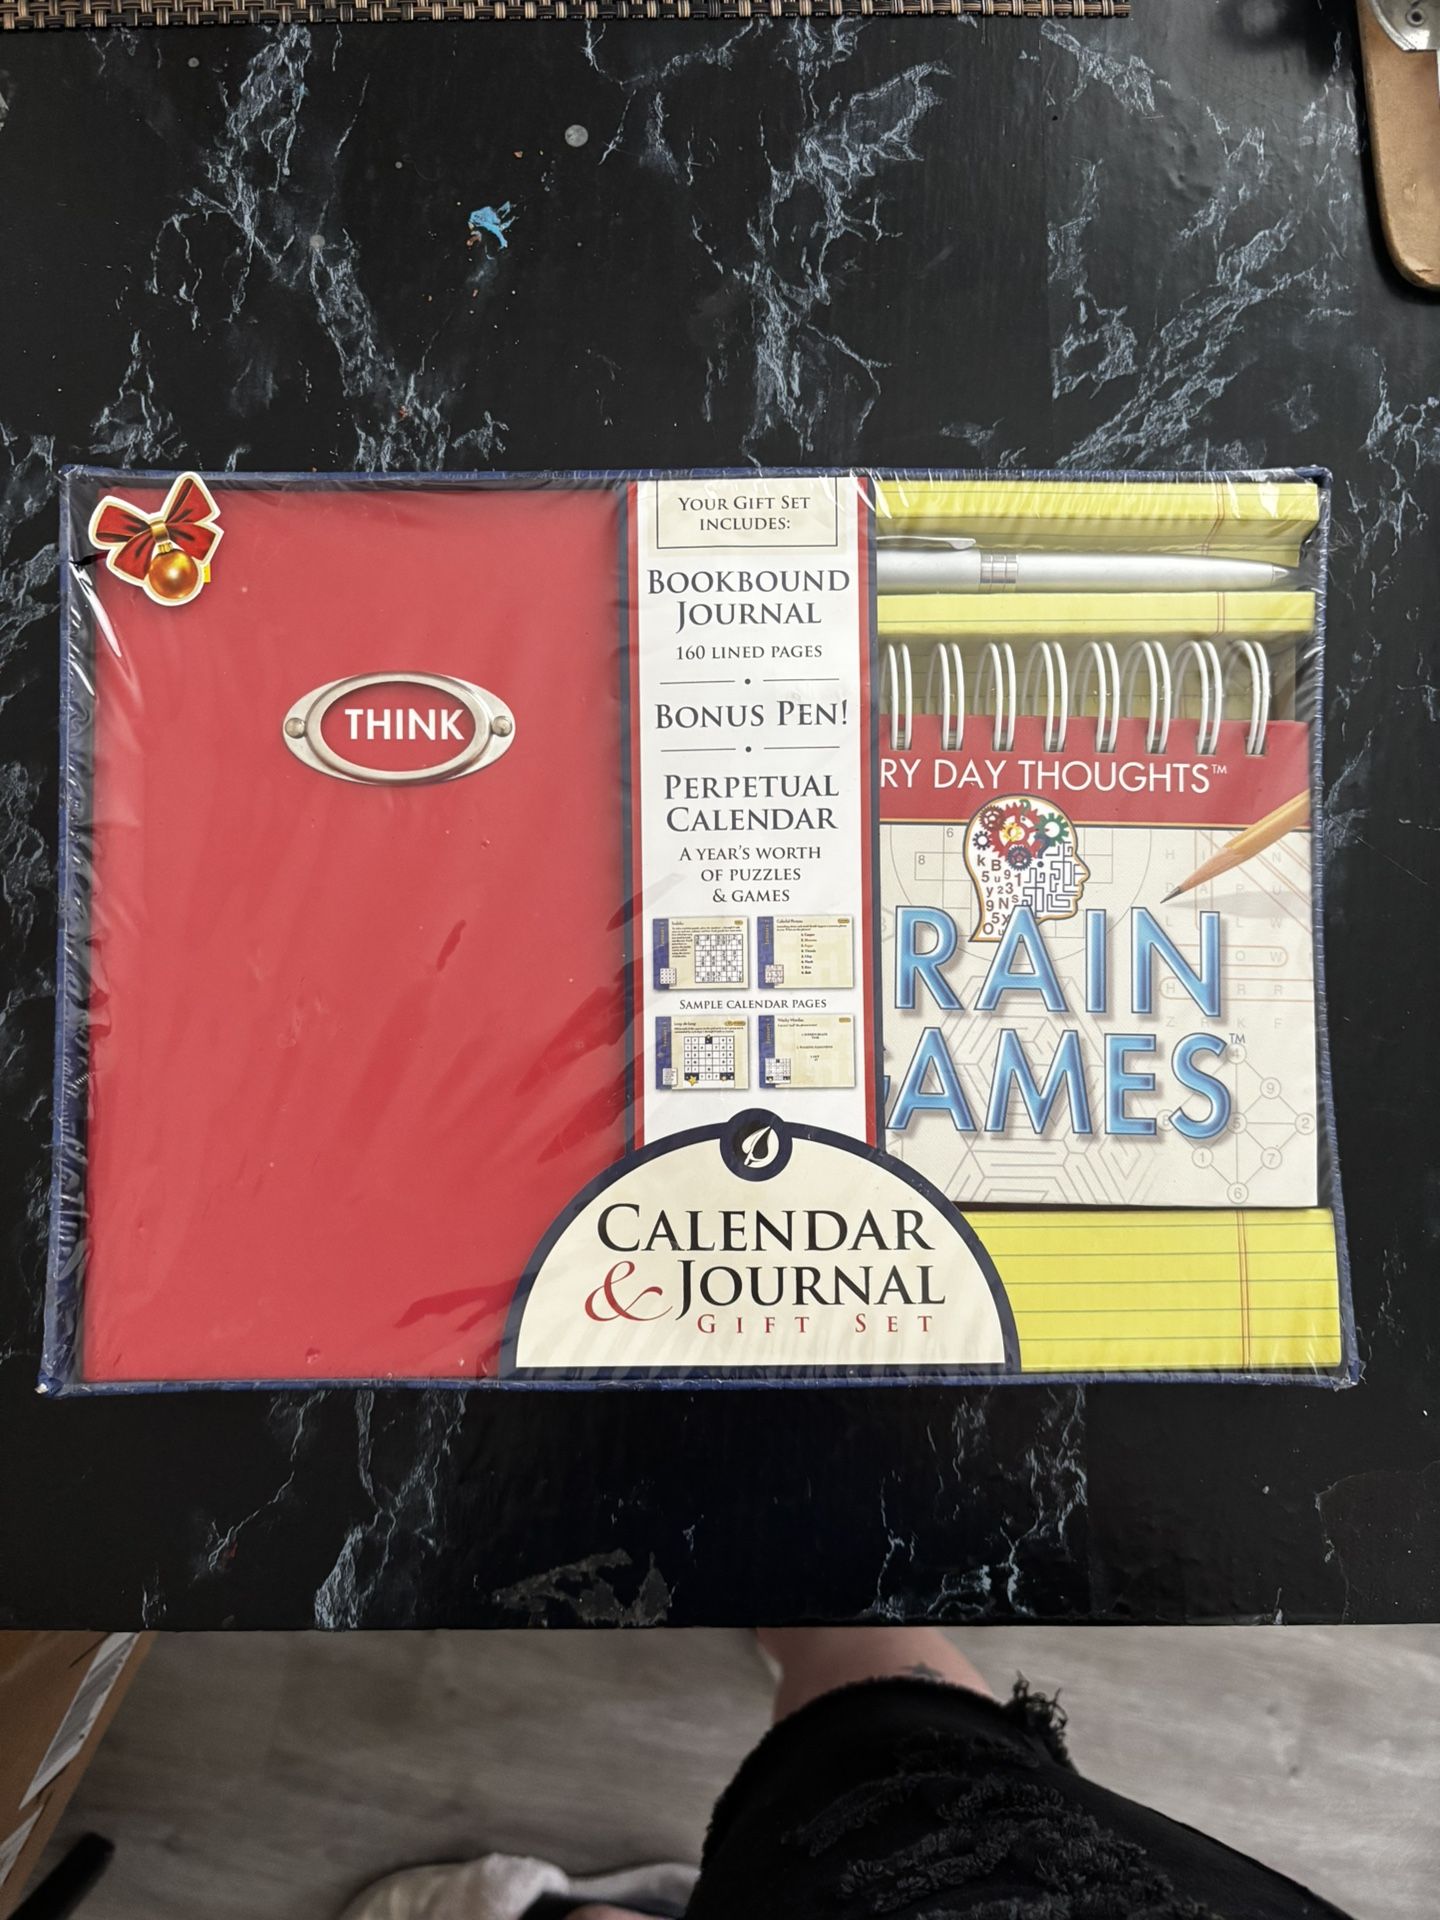 THINK
YOUR GIFT SET
INCLUDES:
BOOKBOUND
JOURNAL
160 LINED PAGES
BONUS PEN!
PERPETUAL
CALENDAR
A YEAR'S WORTH
OF PUZZLES
& GAMES
SAMPLE CALENDAR PAGES
CALENDAR
& JOURNAL
GIFT SET
RY DAY THOUGHTS™
RAIN
GAMES™